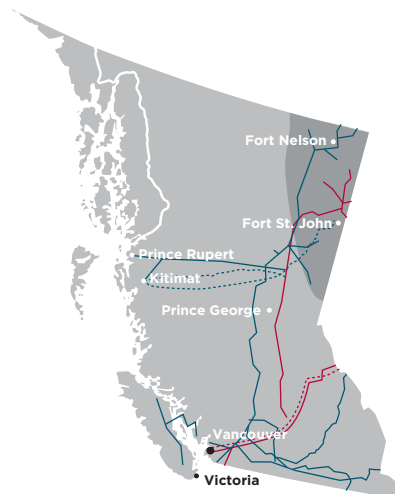 Fort Nelson
Fort St. John
Prince Rupert
Kitimat
Prince George
Vancouver
Victoria